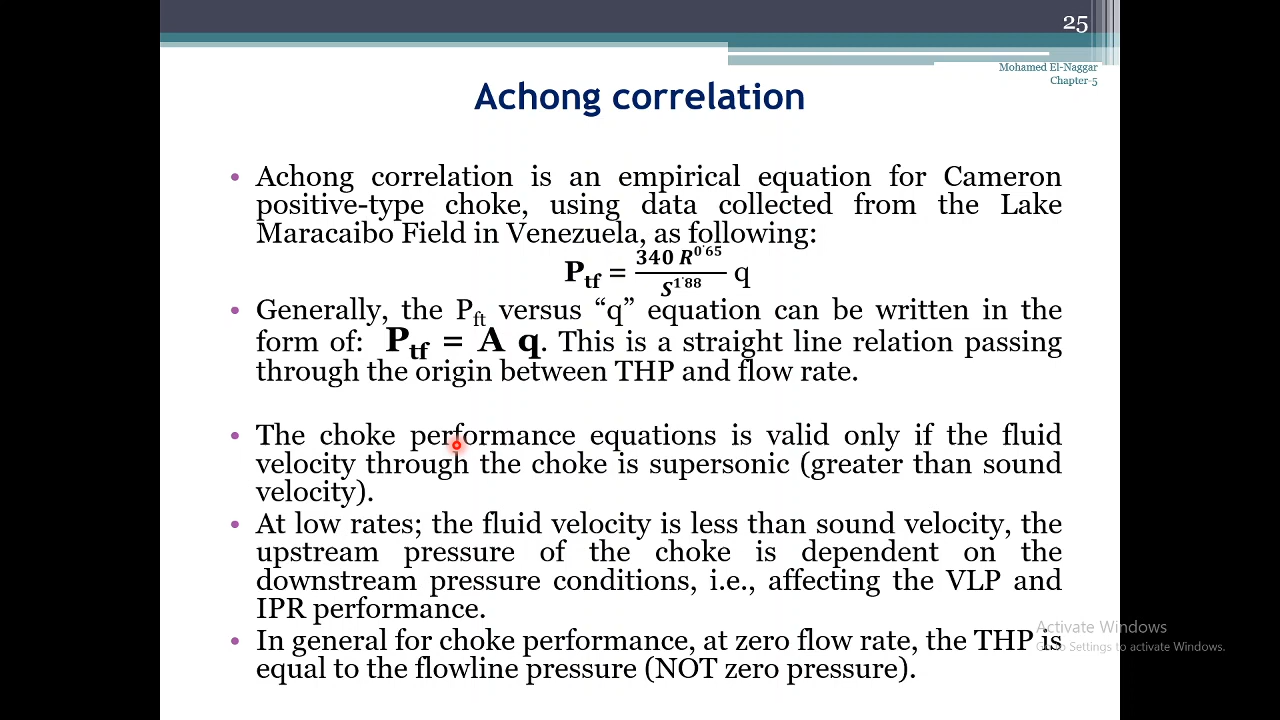 25
Mohamed El-Naggar
Chapter-5
Achong correlation
• Achong correlation is an empirical equation for Cameron
positive-type choke, using data collected from the Lake
Maracaibo Field in Venezuela, as following:
P_tf = \frac{340 R^{0.65}}{S^{1.88}} q
• Generally, the P_ft versus “q” equation can be written in the
form of: P_tf = A q. This is a straight line relation passing
through the origin between THP and flow rate.
• The choke performance equations is valid only if the fluid
velocity through the choke is supersonic (greater than sound
velocity).
• At low rates; the fluid velocity is less than sound velocity, the
upstream pressure of the choke is dependent on the
downstream pressure conditions, i.e., affecting the VLP and
IPR performance.
• In general for choke performance, at zero flow rate, the THP is
equal to the flowline pressure (NOT zero pressure).
Activate Windows
Go to Settings to activate Windows.